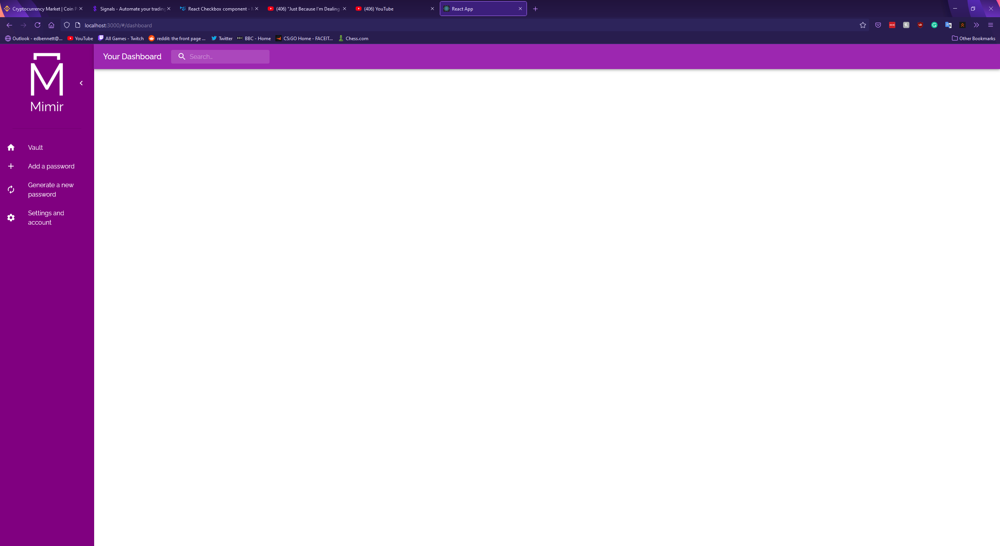 Cryptocurrency Market | Coin P
Signals - Automate your trading
React Checkbox component - M
(406) "Just Because I'm Dealing
(406) YouTube
React App
localhost:3000/#/dashboard
Outlook - edbennett@...
YouTube
All Games - Twitch
reddit: the front page ...
Twitter
BBC - Home
CS:GO Home - FACEIT...
Chess.com
Other Bookmarks
M
Mimir
Your Dashboard
Search…
Vault
Add a password
Generate a new
password
Settings and
account